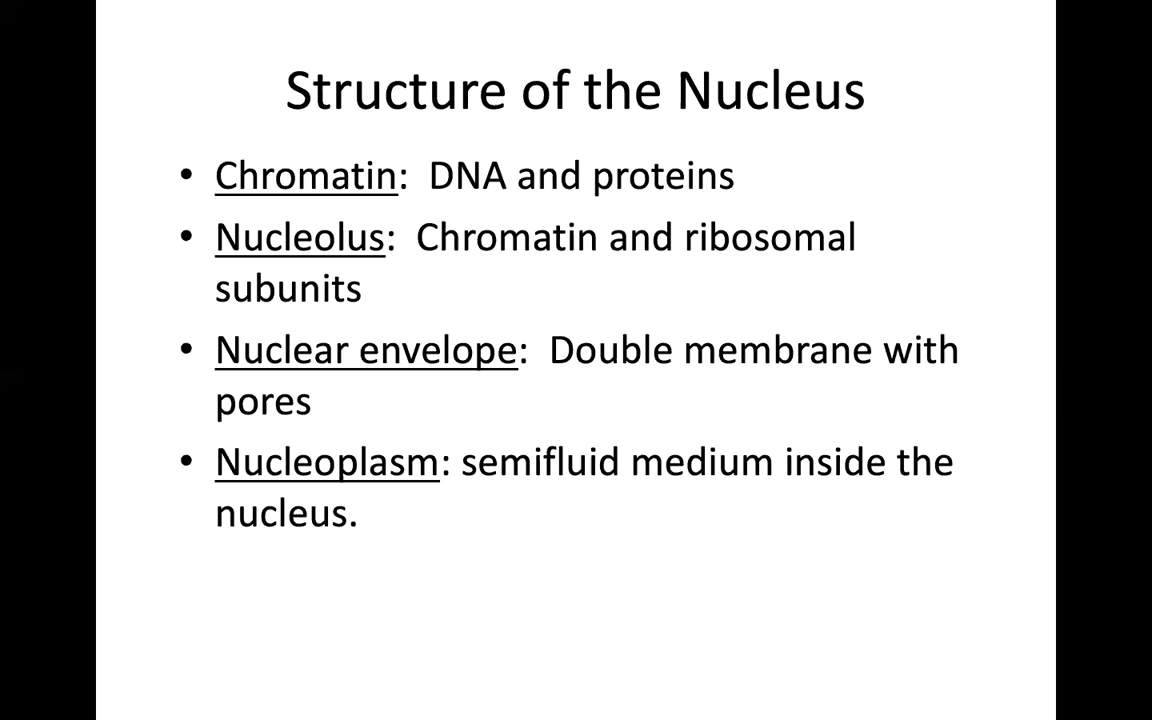 Structure of the Nucleus
• Chromatin:  DNA and proteins
• Nucleolus:  Chromatin and ribosomal
subunits
• Nuclear envelope:  Double membrane with
pores
• Nucleoplasm: semifluid medium inside the
nucleus.